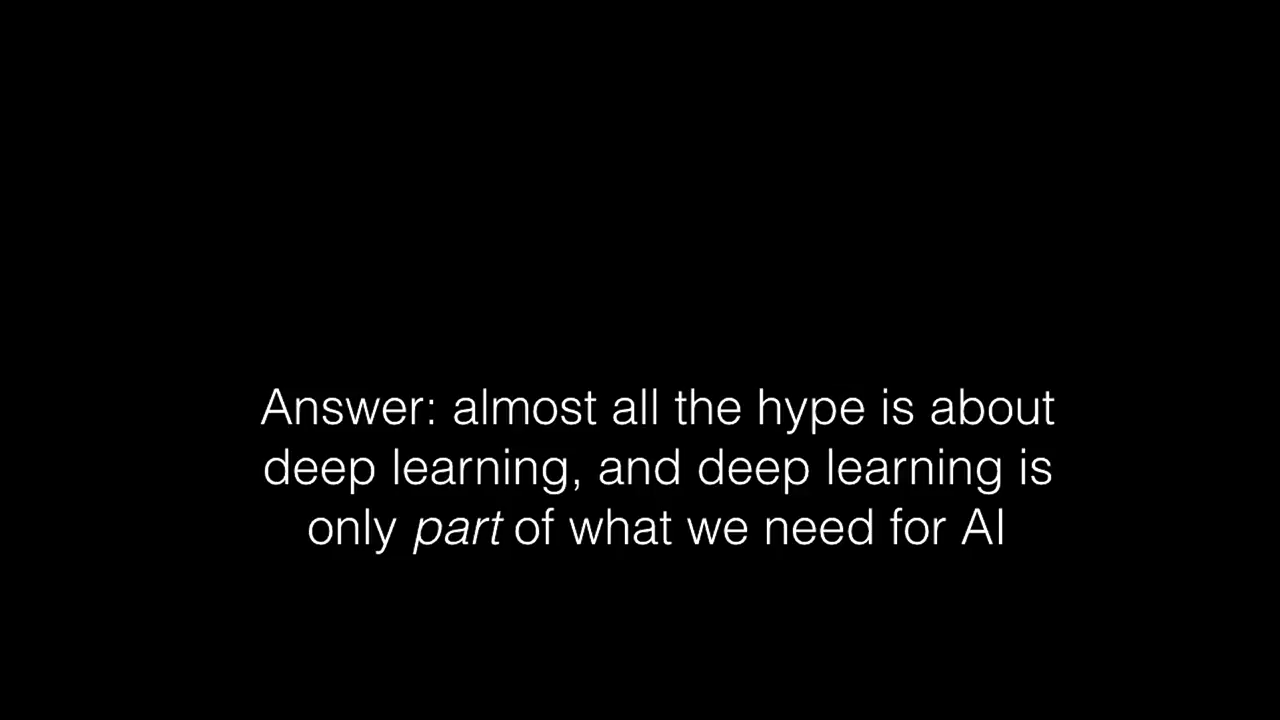 Answer: almost all the hype is about
deep learning, and deep learning is
only part of what we need for AI